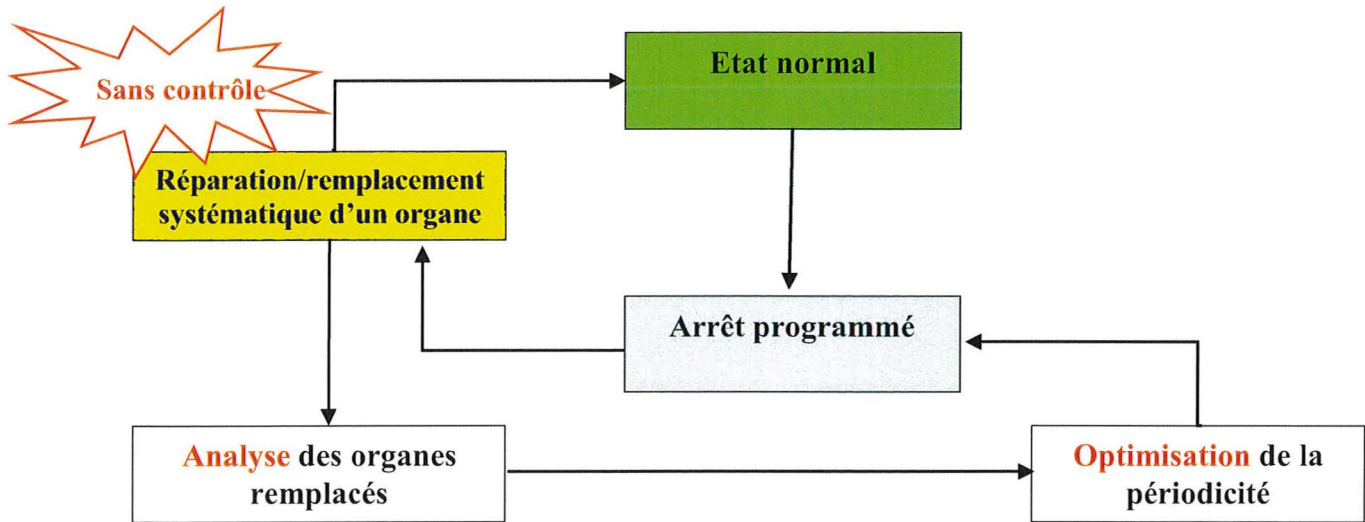 Sans contrôle
Etat normal
Réparation/remplacement
systématique d'un organe
Arrêt programmé
Analyse des organes
remplacés
Optimisation de la
périodicité